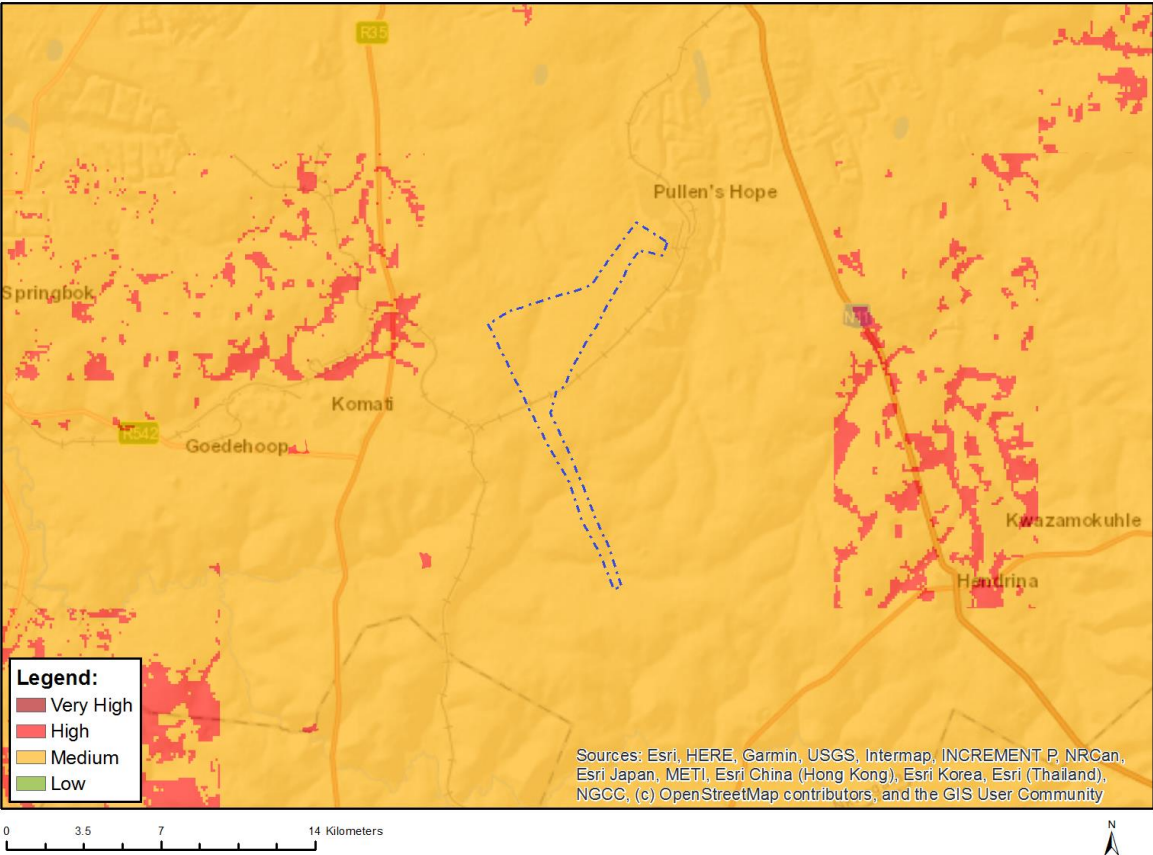 R35
Pullen's Hope
Springbok
N11
Komati
R542
Goedehoop
Kwazamokuhle
Hendrina
Legend:
Very High
High
Medium
Low
Sources: Esri, HERE, Garmin, USGS, Intermap, INCREMENT P, NRCan,
Esri Japan, METI, Esri China (Hong Kong), Esri Korea, Esri (Thailand),
NGCC, (c) OpenStreetMap contributors, and the GIS User Community
0 3.5 7 14 Kilometers
N